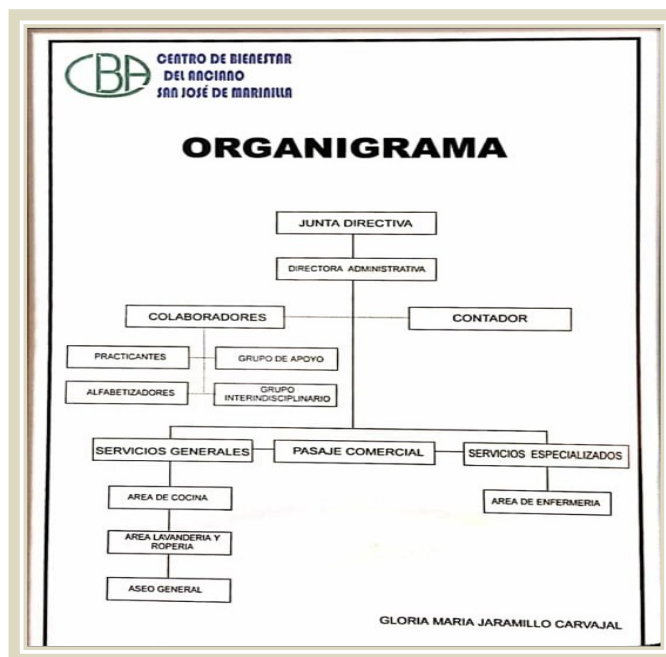 CBA
CENTRO DE BIENESTAR
DEL ANCIANO
SAN JOSÉ DE MARINILLA
ORGANIGRAMA
JUNTA DIRECTIVA
DIRECTORA ADMINISTRATIVA
COLABORADORES
CONTADOR
PRACTICANTES
GRUPO DE APOYO
ALFABETIZADORES
GRUPO
INTERINDISCIPLINARIO
SERVICIOS GENERALES
PASAJE COMERCIAL
SERVICIOS ESPECIALIZADOS
AREA DE COCINA
AREA DE ENFERMERIA
AREA LAVANDERIA Y
ROPERIA
ASEO GENERAL
GLORIA MARIA JARAMILLO CARVAJAL